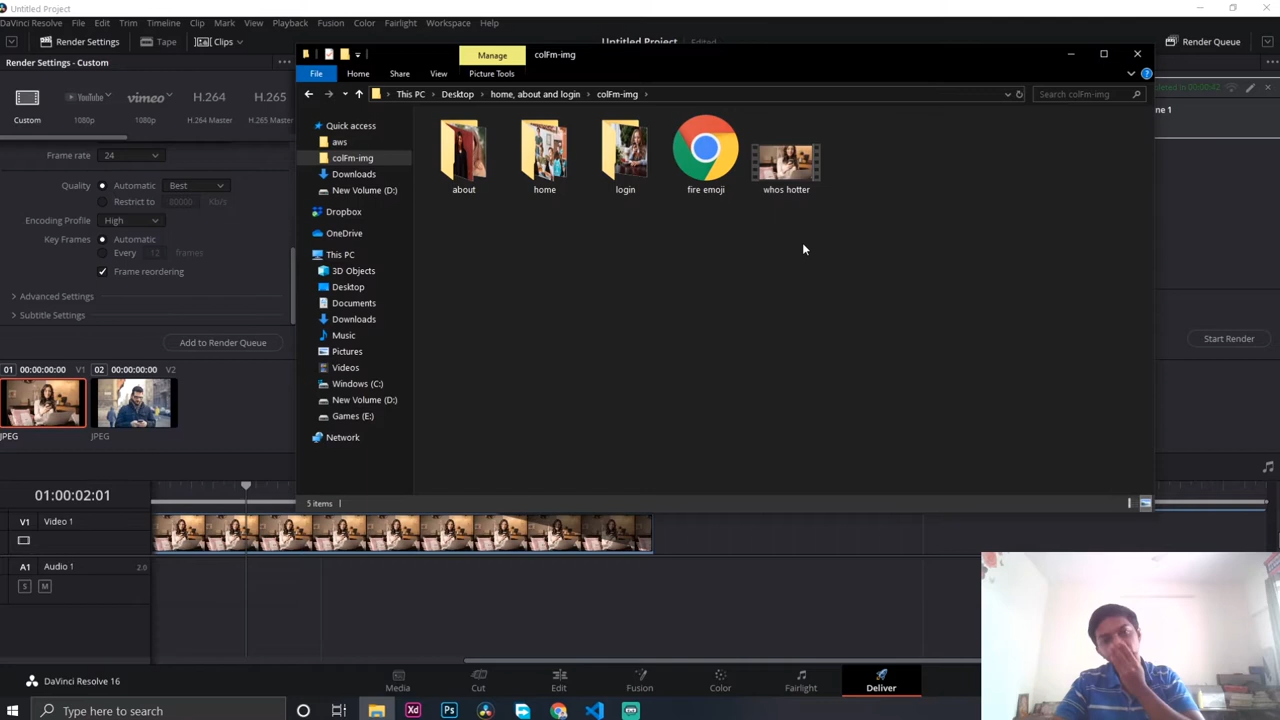 Untitled Project
DaVinci Resolve File Edit Trim Timeline Clip Mark View Playback Fusion Color Fairlight Workspace Help
Render Settings Tape Clips Untitled Project Edited Render Queue
Render Settings - Custom
Manage colFm-img
File Home Share View Picture Tools
This PC Desktop home, about and login colFm-img Search colFm-img
Custom
YouTube
1080p
vimeo
1080p
H.264
H.264 Master
H.265
H.265 Master
in 00:00:42
Frame rate 24
Quality Automatic Best
Restrict to 80000 Kb/s
Encoding Profile High
Key Frames Automatic
Every 12 frames
Frame reordering
Advanced Settings
Subtitle Settings
Add to Render Queue
Quick access
aws
colFm-img
Downloads
New Volume (D:)
Dropbox
OneDrive
This PC
3D Objects
Desktop
Documents
Downloads
Music
Pictures
Videos
Windows (C:)
New Volume (D:)
Games (E:)
Network
about home login fire emoji whos hotter
5 items
Start Render
01 00:00:00:00 V1 02 00:00:00:00 V2
JPEG JPEG
01:00:02:01
V1 Video 1
A1 Audio 1 2.0
S M
DaVinci Resolve 16
Media Cut Edit Fusion Color Fairlight Deliver
Type here to search
Xd Ps